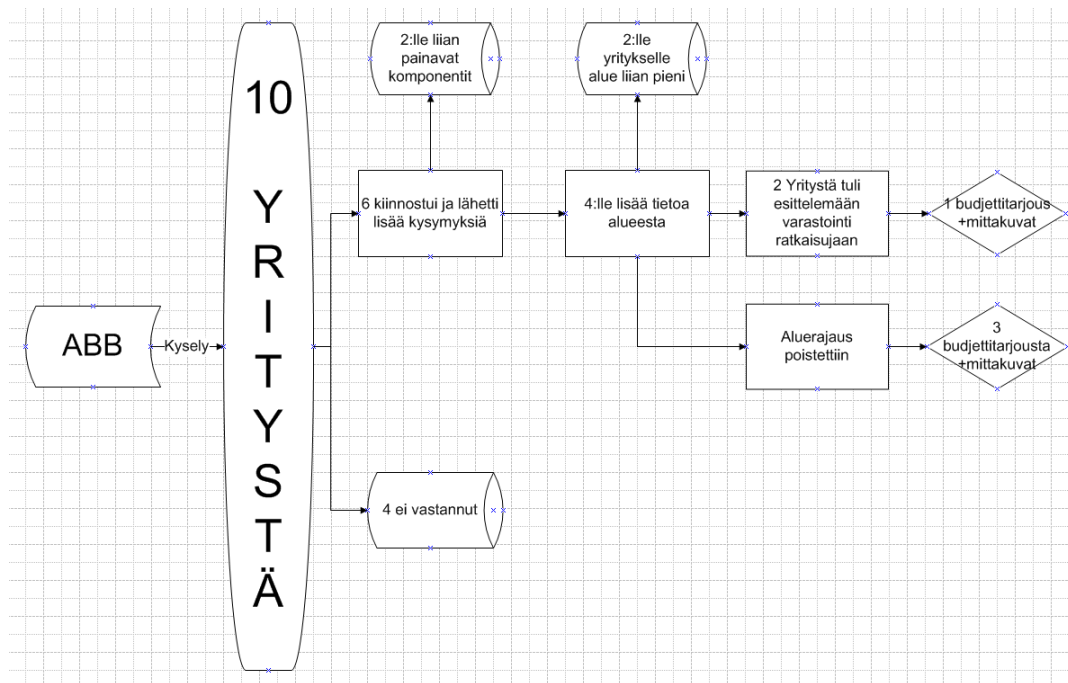 ABB
Kysely
10
Y
R
I
T
Y
S
T
Ä
2:lle liian
painavat
komponentit
6 kiinnostui ja lähetti
lisää kysymyksiä
4 ei vastannut
2:lle
yritykselle
alue liian pieni
4:lle lisää tietoa
alueesta
2 Yritystä tuli
esittelemään
varastointi
ratkaisujaan
1 budjettitarjous
+mittakuvat
Aluerajaus
poistettiin
3
budjettitarjousta
+mittakuvat